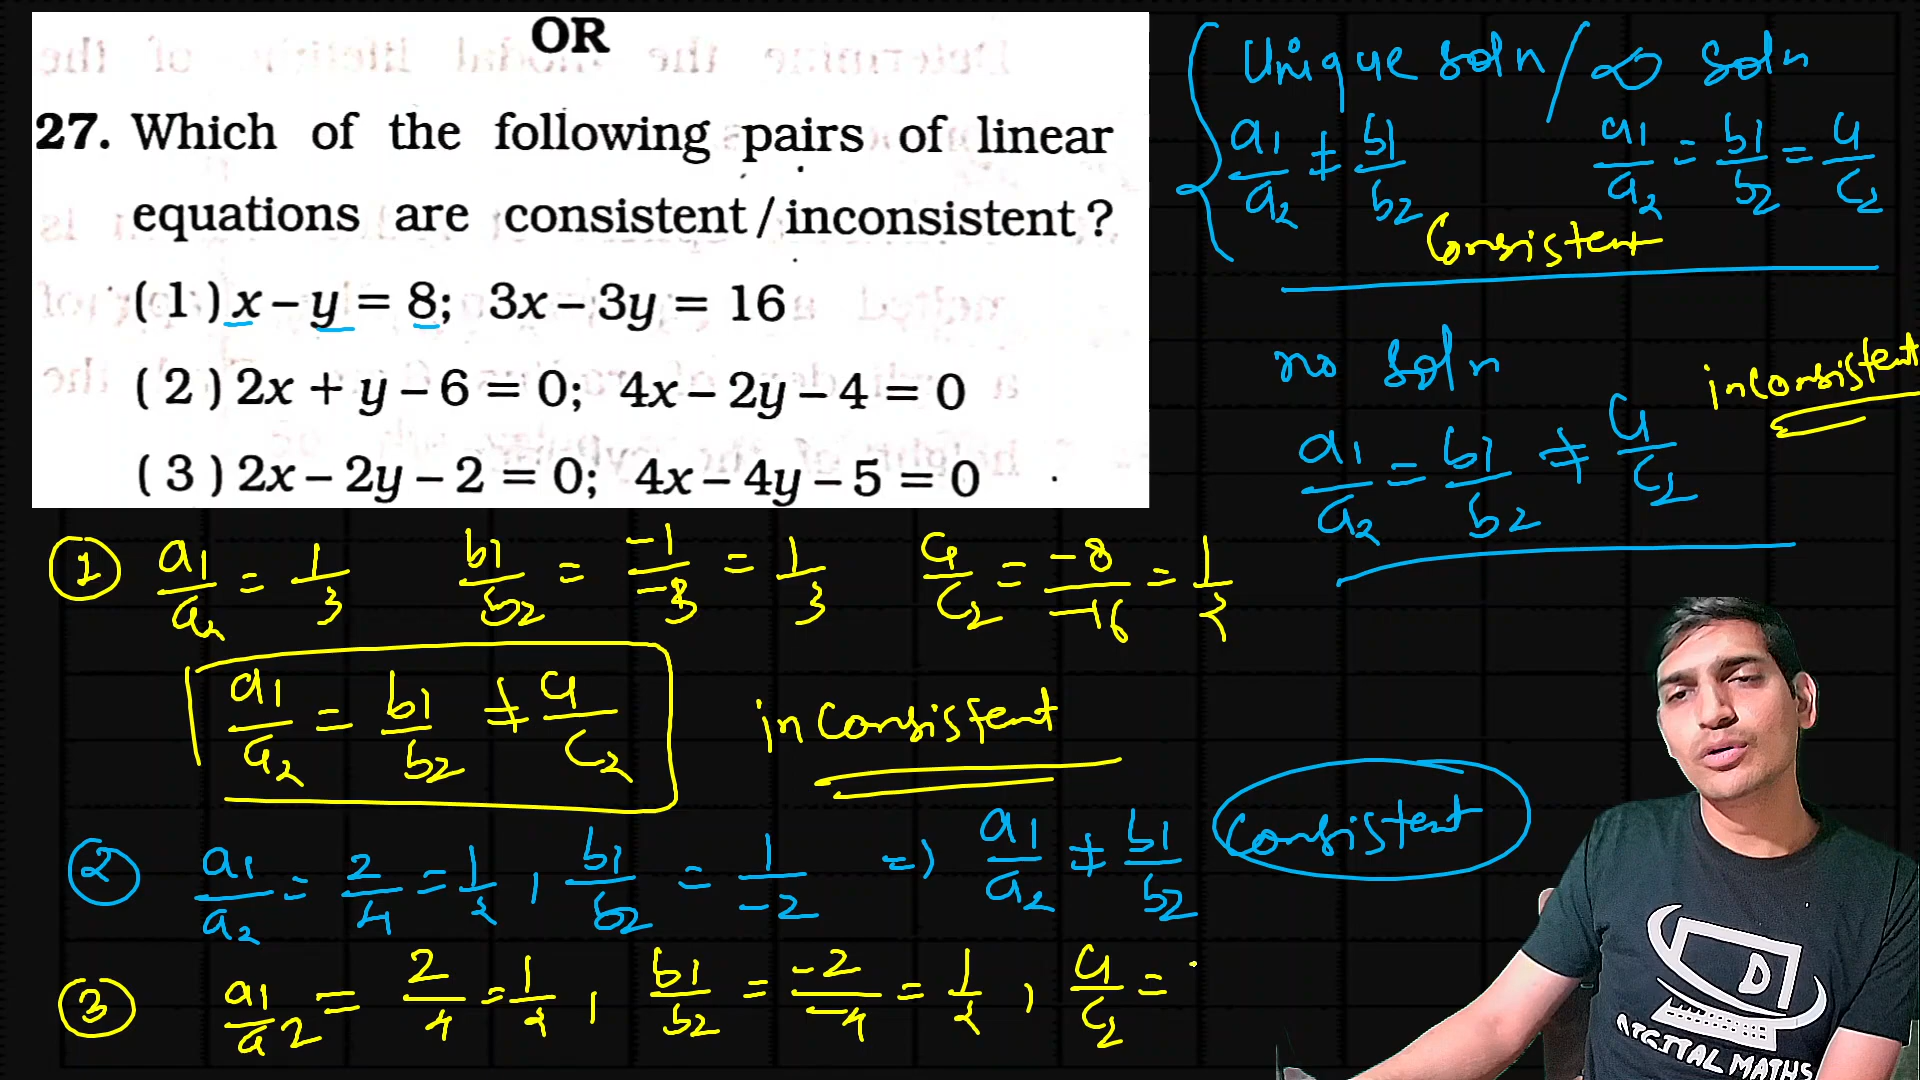 OR
27. Which of the following pairs of linear
equations are consistent / inconsistent ?
( 1 ) x – y = 8; 3x – 3y = 16
( 2 ) 2x + y – 6 = 0; 4x – 2y – 4 = 0
( 3 ) 2x – 2y – 2 = 0; 4x – 4y – 5 = 0
Unique soln / ∞ soln
a1/a2 ≠ b1/b2 a1/a2 = b1/b2 = c1/c2
Consistent
no soln
inconsistent
a1/a2 = b1/b2 ≠ c1/c2
① a1/a2 = 1/3 b1/b2 = -1/-3 = 1/3 c1/c2 = -8/-16 = 1/2
a1/a2 = b1/b2 ≠ c1/c2 inconsistent
② a1/a2 = 2/4 = 1/2 , b1/b2 = 1/-2 => a1/a2 ≠ b1/b2 Consistent
③ a1/a2 = 2/4 = 1/2 , b1/b2 = -2/-4 = 1/2 , c1/c2 =
D
DIGITAL MATHS